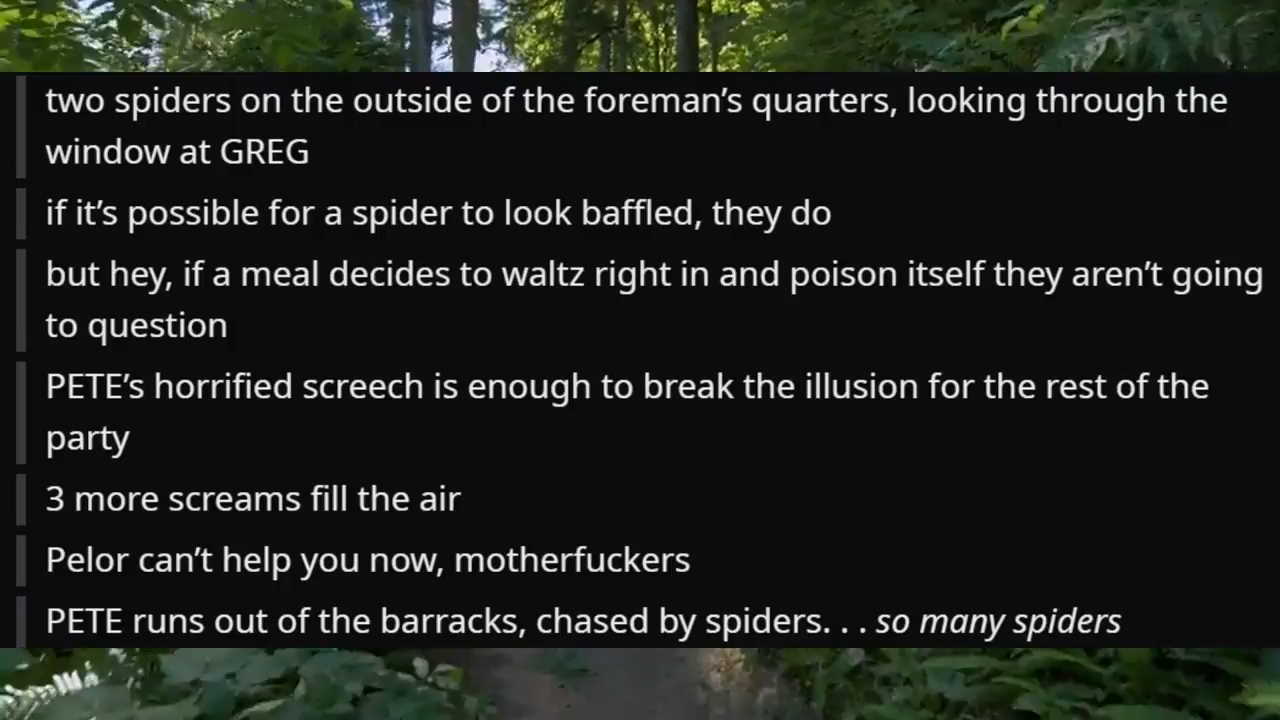 two spiders on the outside of the foreman’s quarters, looking through the
window at GREG
if it’s possible for a spider to look baffled, they do
but hey, if a meal decides to waltz right in and poison itself they aren’t going
to question
PETE’s horrified screech is enough to break the illusion for the rest of the
party
3 more screams fill the air
Pelor can’t help you now, motherfuckers
PETE runs out of the barracks, chased by spiders. . . so many spiders